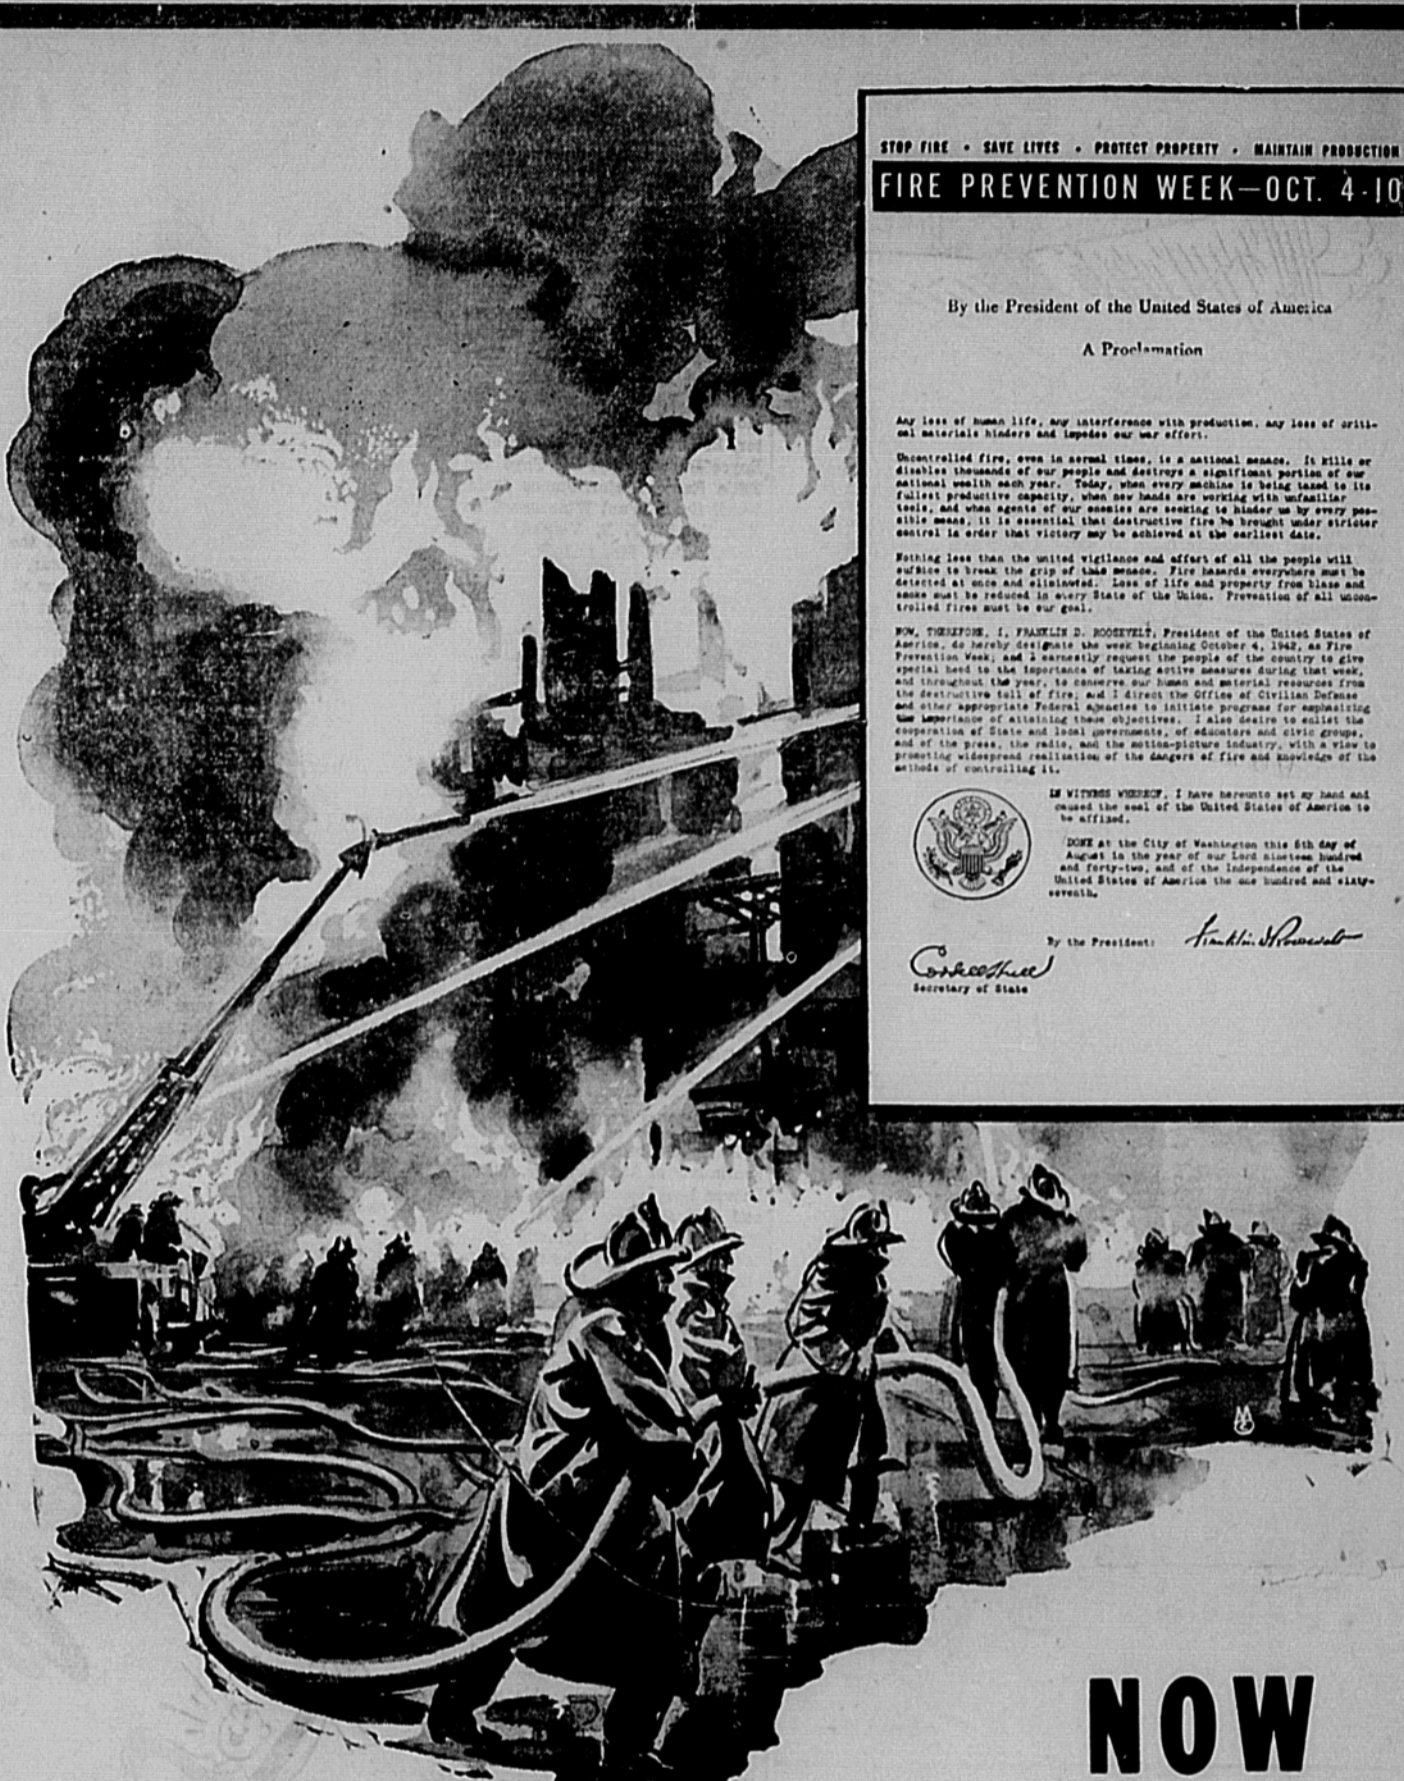 STOP FIRE • SAVE LIVES • PROTECT PROPERTY • MAINTAIN PRODUCTION
FIRE PREVENTION WEEK—OCT. 4-10
By the President of the United States of America
A Proclamation
Any loss of human life, any interference with production, any loss of criti-
cal materials hinders and impedes our war effort.
Uncontrolled fire, even in normal times, is a national menace. It kills or
disables thousands of our people and destroys a significant portion of our
national wealth each year. Today, when every machine is being taxed to its
fullest productive capacity, when new hands are working with unfamiliar
tools, and when agents of our enemies are seeking to hinder us by every pos-
sible means, it is essential that destructive fire be brought under stricter
control in order that victory may be achieved at the earliest date.
Nothing less than the united vigilance and effort of all the people will
suffice to break the grip of this menace. Fire hazards everywhere must be
detected at once and eliminated. Loss of life and property from blaze and
smoke must be reduced in every State of the Union. Prevention of all uncon-
trolled fires must be our goal.
NOW, THEREFORE, I, FRANKLIN D. ROOSEVELT, President of the United States of
America, do hereby designate the week beginning October 4, 1942, as Fire
Prevention Week; and I earnestly request the people of the country to give
special heed to the importance of taking active measures during that week,
and throughout the year, to conserve our human and material resources from
the destructive toll of fire; and I direct the Office of Civilian Defense
and other appropriate Federal agencies to initiate programs for emphasizing
the importance of attaining these objectives. I also desire to enlist the
cooperation of State and local governments, of educators and civic groups,
and of the press, the radio, and the motion-picture industry, with a view to
promoting widespread realization of the dangers of fire and knowledge of the
methods of controlling it.
IN WITNESS WHEREOF, I have hereunto set my hand and
caused the seal of the United States of America to
be affixed.
DONE at the City of Washington this 5th day of
August in the year of our Lord nineteen hundred
and forty-two, and of the Independence of the
United States of America the one hundred and sixty-
seventh.
By the President: Franklin D Roosevelt
Cordell Hull
Secretary of State
NOW